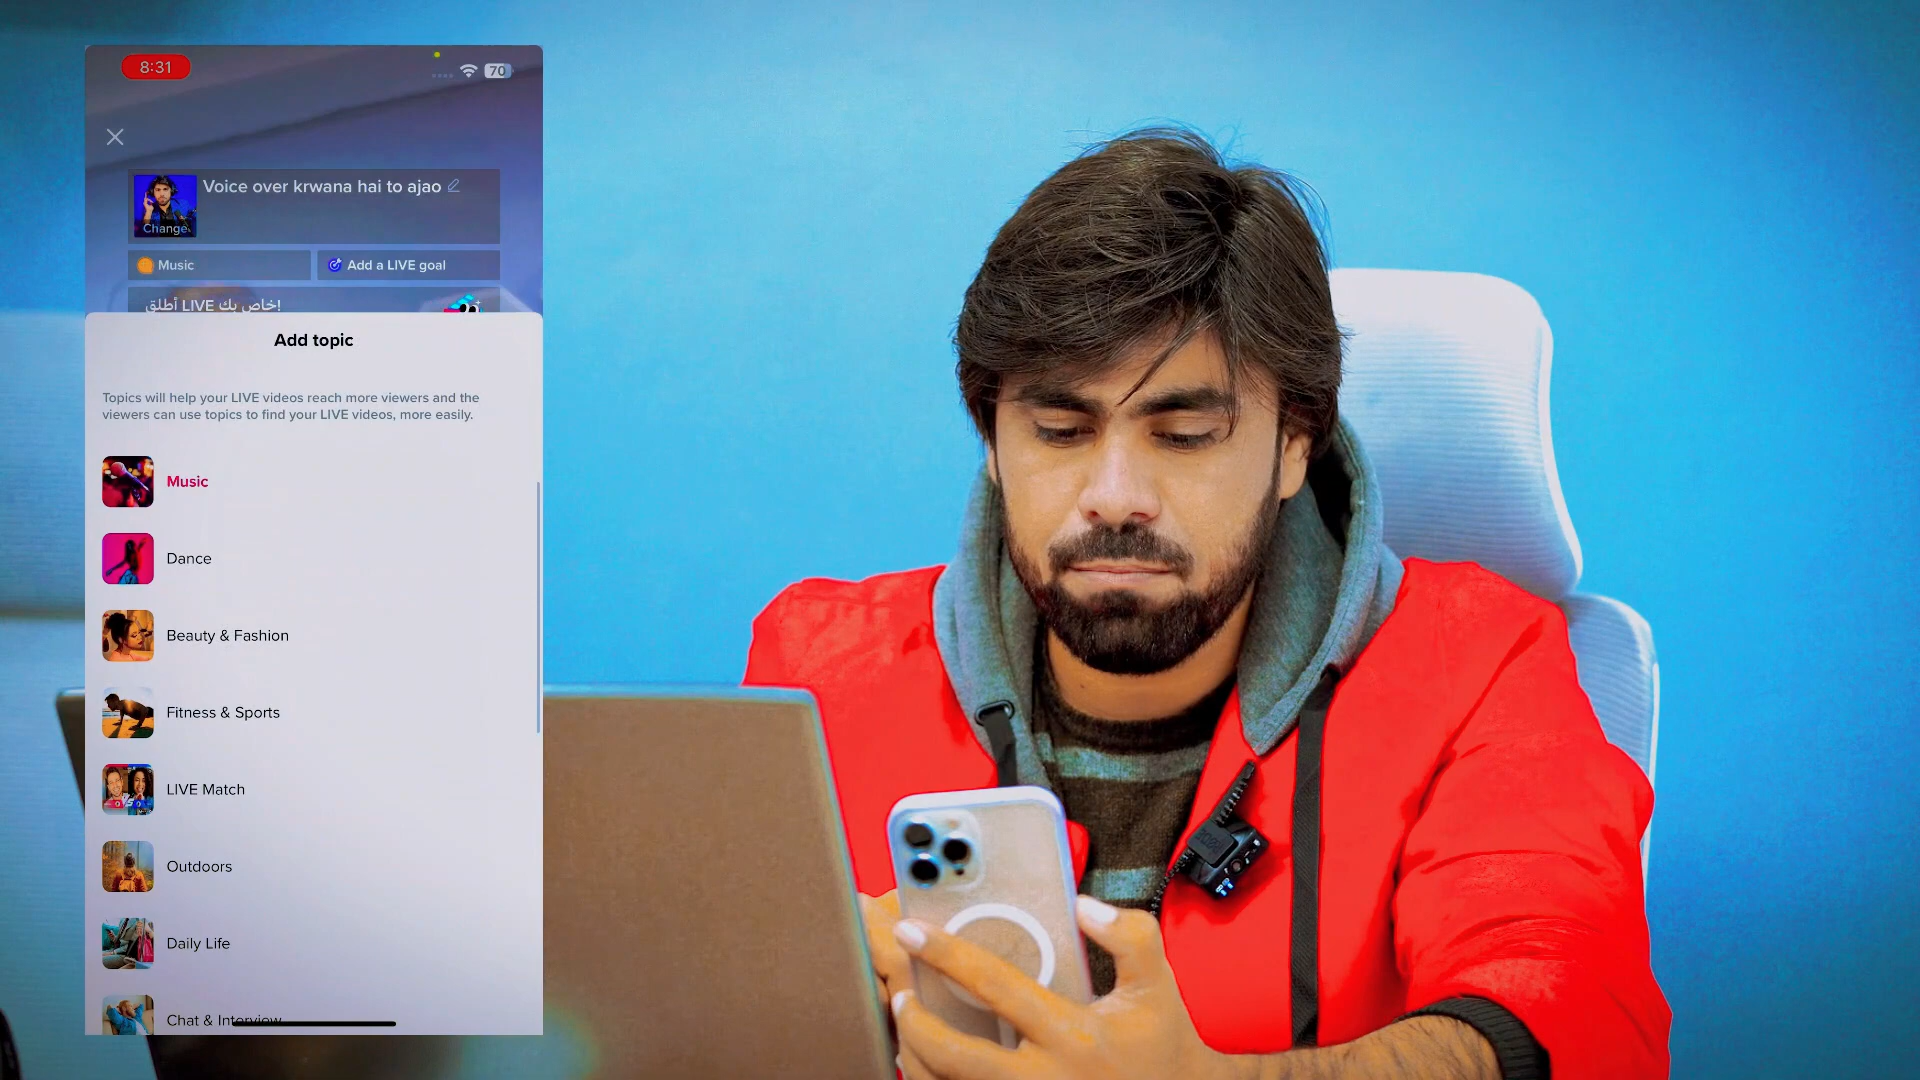 8:31
70
Voice over krwana hai to ajao
Change
Music
Add a LIVE goal
أطلق LIVE خاص بك!
Add topic
Topics will help your LIVE videos reach more viewers and the
viewers can use topics to find your LIVE videos, more easily.
Music
Dance
Beauty & Fashion
Fitness & Sports
LIVE Match
Outdoors
Daily Life
Chat & Interview